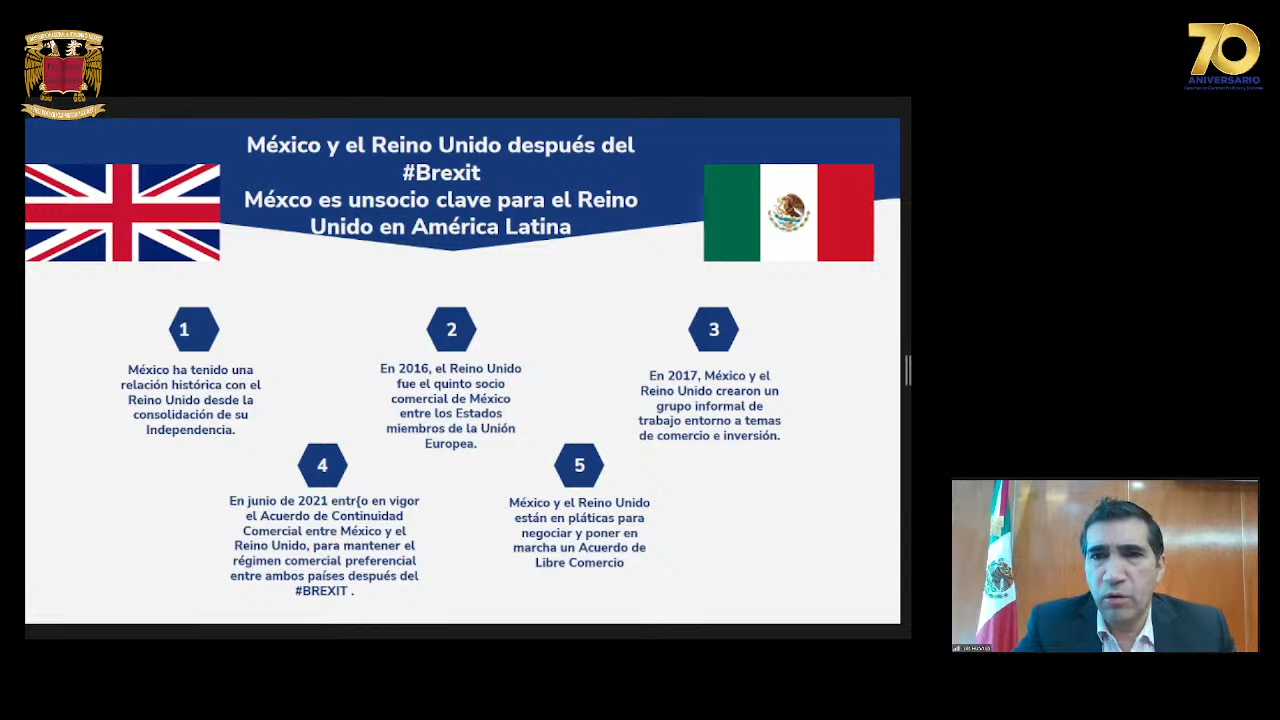 70
ANIVERSARIO
México y el Reino Unido después del
#Brexit
Méxco es unsocio clave para el Reino
Unido en América Latina
1
México ha tenido una
relación histórica con el
Reino Unido desde la
consolidación de su
Independencia.
2
En 2016, el Reino Unido
fue el quinto socio
comercial de México
entre los Estados
miembros de la Unión
Europea.
3
En 2017, México y el
Reino Unido crearon un
grupo informal de
trabajo entorno a temas
de comercio e inversión.
4
En junio de 2021 entr{o en vigor
el Acuerdo de Continuidad
Comercial entre México y el
Reino Unido, para mantener el
régimen comercial preferencial
entre ambos países después del
#BREXIT .
5
México y el Reino Unido
están en pláticas para
negociar y poner en
marcha un Acuerdo de
Libre Comercio